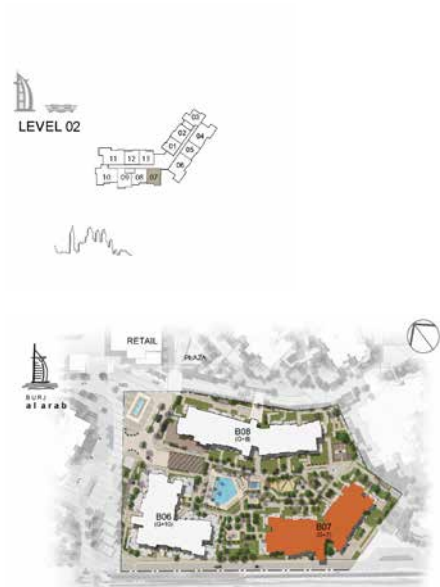 LEVEL 02
03
02
04
01
05
11
12
13
06
10
09
08
07
RETAIL
PLAZA
BURJ
al arab
B08
(G+8)
B06
(G+10)
B07
(G+7)